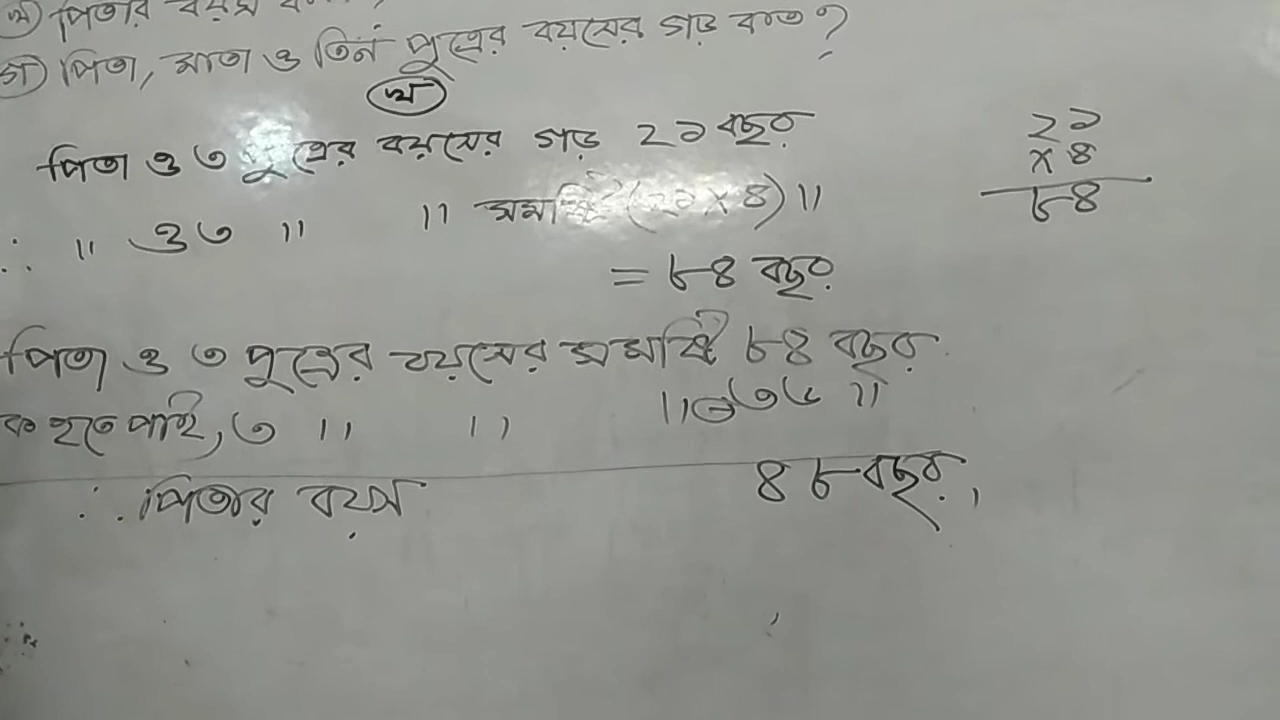 খ) পিতার বয়স
গ) পিতা, মাতা ও তিন পুত্রের বয়সের গড় কত?
খ
পিতা ও ৩ পুত্রের বয়সের গড় ২১ বছর
∴ " ও ৩ " " সমষ্টি (২১×৪) "
= ৮৪ বছর
২১
×৪
৮৪
পিতা ও ৩ পুত্রের বয়সের সমষ্টি ৮৪ বছর
ক হতে পাই, ৩ " " " ৩৬ "
∴ পিতার বয়স ৪৮ বছর,